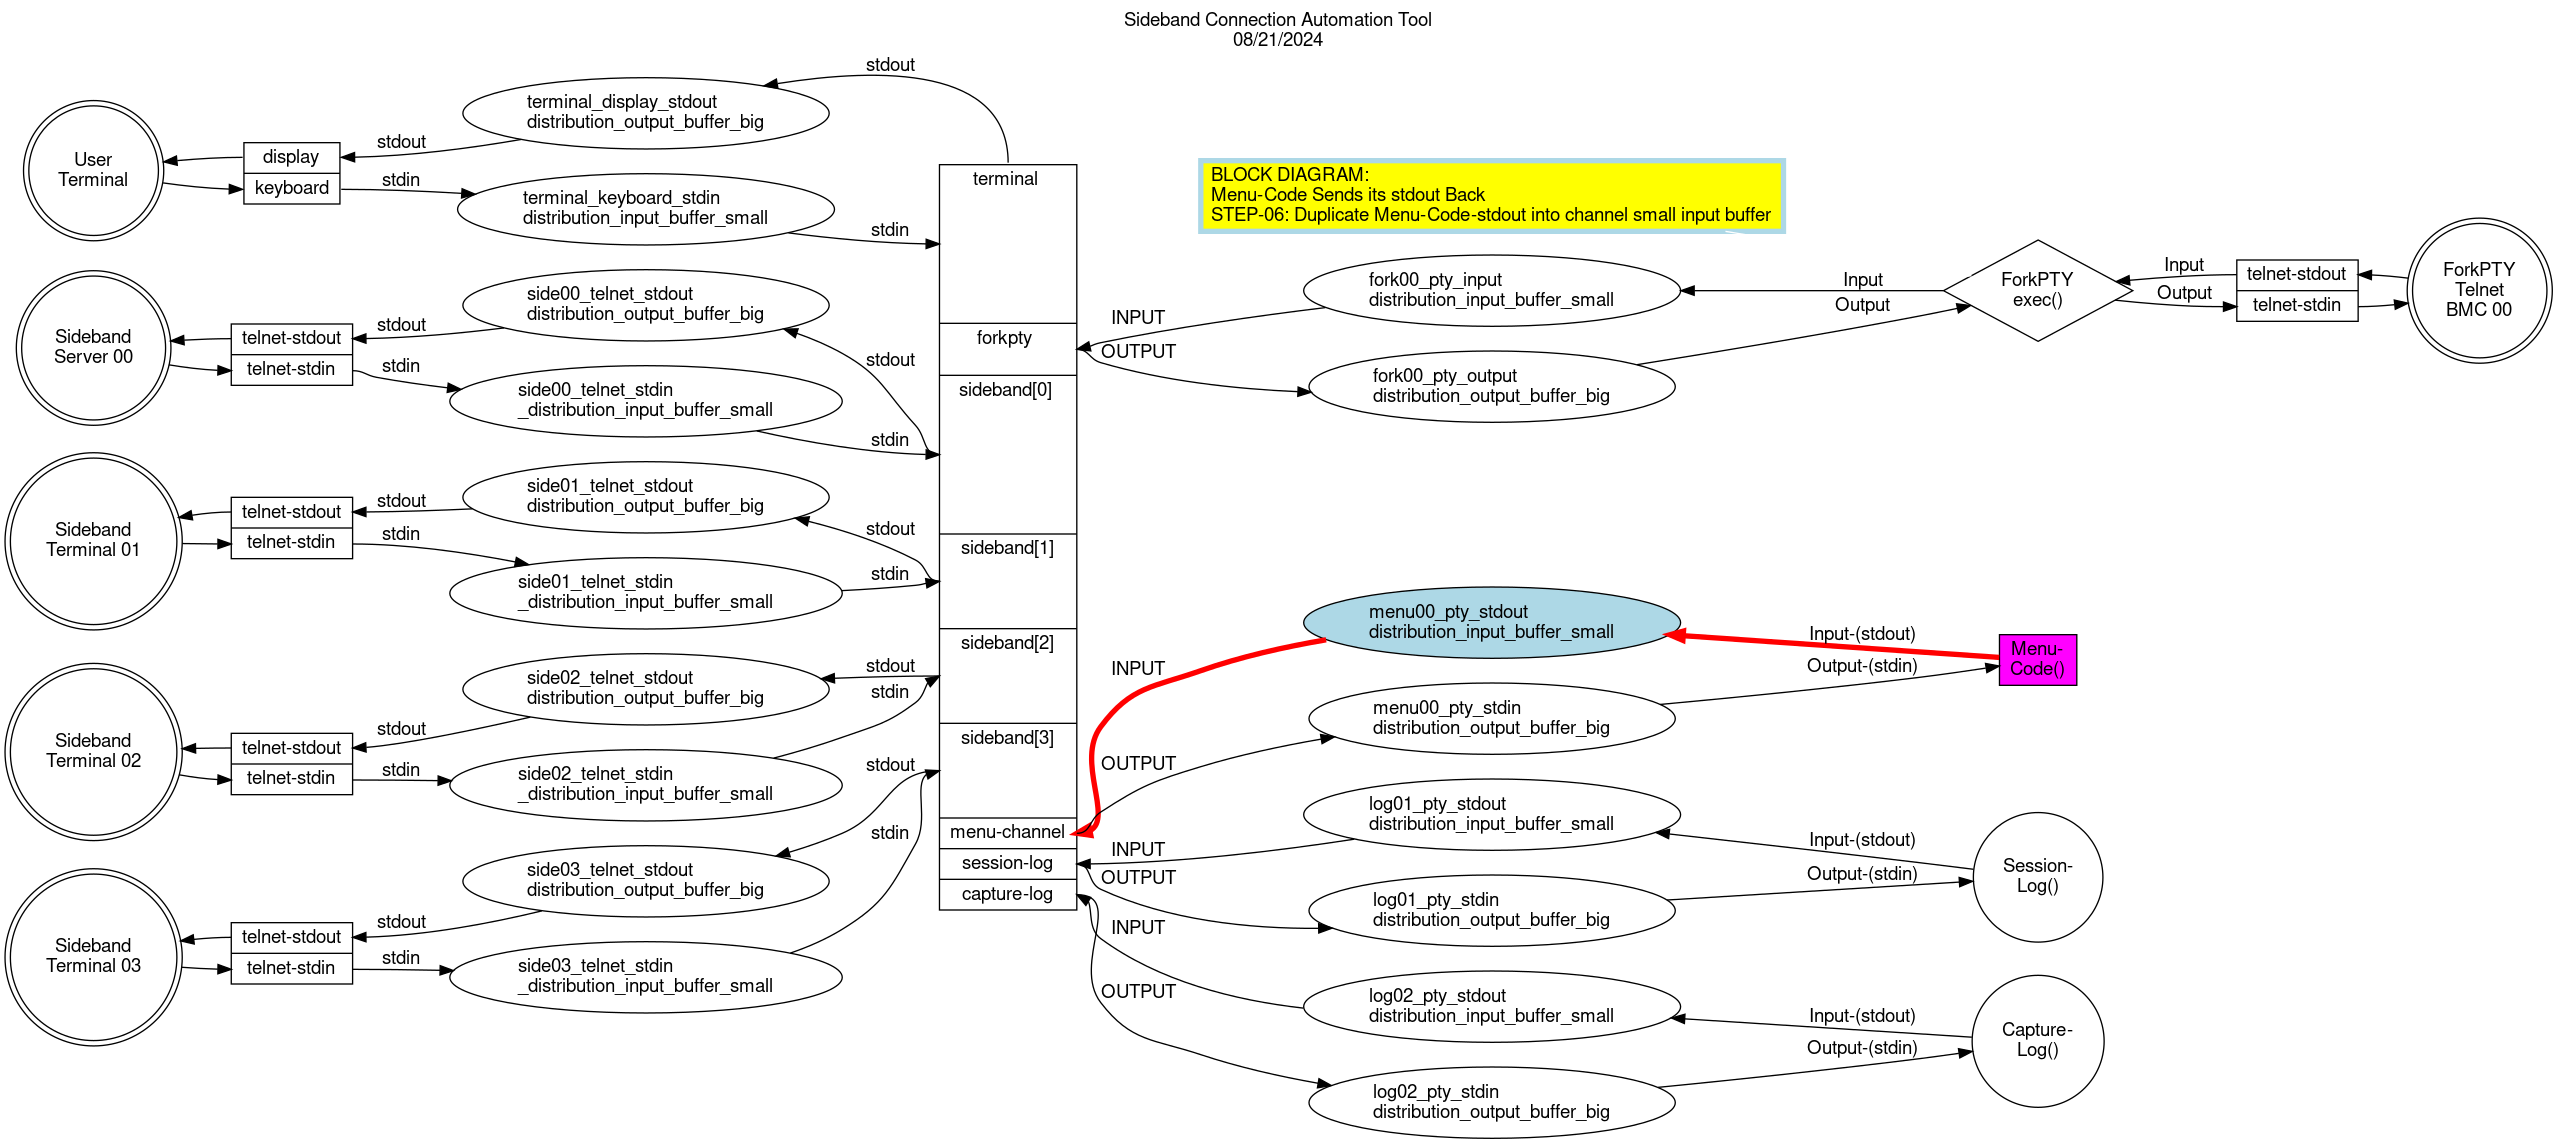 Sideband Connection Automation Tool
08/21/2024
User
Terminal
display
keyboard
stdout
stdin
terminal_display_stdout
distribution_output_buffer_big
terminal_keyboard_stdin
distribution_input_buffer_small
stdout
stdin
Sideband
Server 00
telnet-stdout
telnet-stdin
stdout
stdin
side00_telnet_stdout
distribution_output_buffer_big
side00_telnet_stdin
_distribution_input_buffer_small
stdout
stdin
Sideband
Terminal 01
telnet-stdout
telnet-stdin
stdout
stdin
side01_telnet_stdout
distribution_output_buffer_big
side01_telnet_stdin
_distribution_input_buffer_small
stdout
stdin
Sideband
Terminal 02
telnet-stdout
telnet-stdin
stdout
stdin
side02_telnet_stdout
distribution_output_buffer_big
side02_telnet_stdin
_distribution_input_buffer_small
stdout
stdin
Sideband
Terminal 03
telnet-stdout
telnet-stdin
stdout
stdin
side03_telnet_stdout
distribution_output_buffer_big
side03_telnet_stdin
_distribution_input_buffer_small
stdout
stdin
terminal
forkpty
sideband[0]
sideband[1]
sideband[2]
sideband[3]
menu-channel
session-log
capture-log
BLOCK DIAGRAM:
Menu-Code Sends its stdout Back
STEP-06: Duplicate Menu-Code-stdout into channel small input buffer
INPUT
OUTPUT
fork00_pty_input
distribution_input_buffer_small
fork00_pty_output
distribution_output_buffer_big
Input
Output
ForkPTY
exec()
Input
Output
telnet-stdout
telnet-stdin
ForkPTY
Telnet
BMC 00
INPUT
OUTPUT
menu00_pty_stdout
distribution_input_buffer_small
menu00_pty_stdin
distribution_output_buffer_big
Input-(stdout)
Output-(stdin)
Menu-
Code()
INPUT
OUTPUT
log01_pty_stdout
distribution_input_buffer_small
log01_pty_stdin
distribution_output_buffer_big
Input-(stdout)
Output-(stdin)
Session-
Log()
INPUT
OUTPUT
log02_pty_stdout
distribution_input_buffer_small
log02_pty_stdin
distribution_output_buffer_big
Input-(stdout)
Output-(stdin)
Capture-
Log()